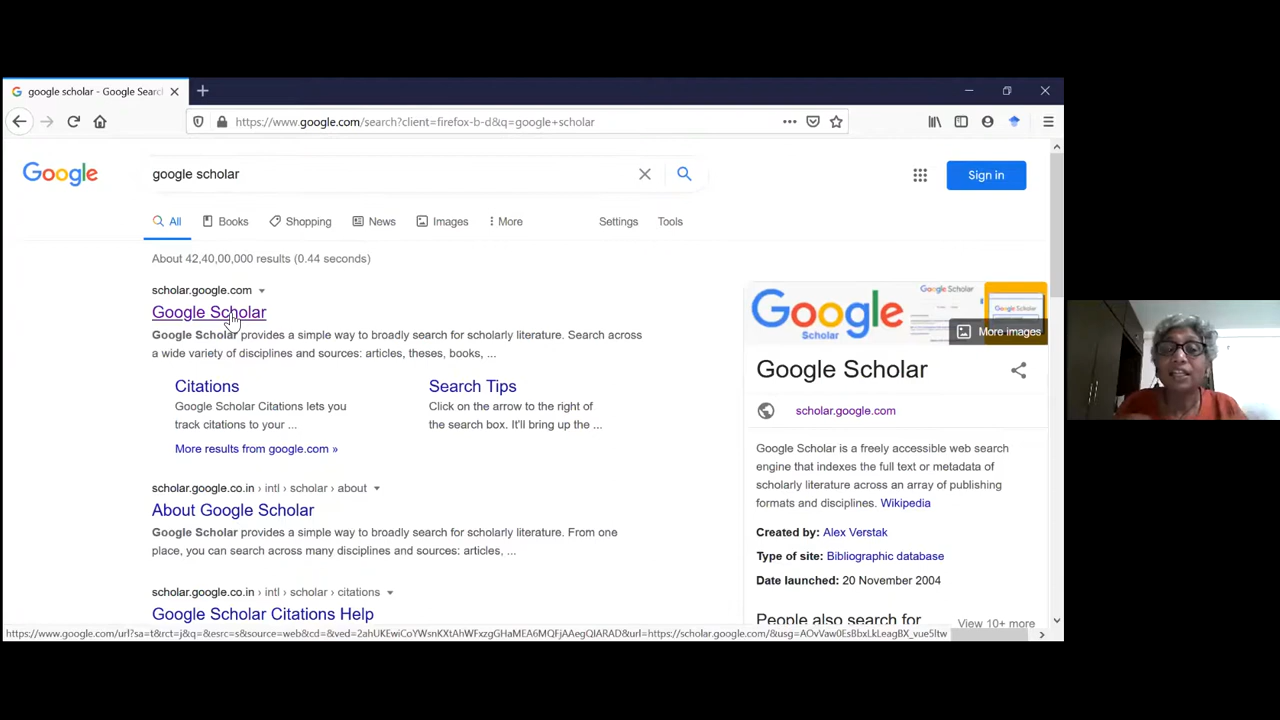 google scholar - Google Searc
https://www.google.com/search?client=firefox-b-d&q=google+scholar
Google
google scholar
Sign in
All Books Shopping News Images More Settings Tools
About 42,40,00,000 results (0.44 seconds)
scholar.google.com
Google Scholar
Google Scholar provides a simple way to broadly search for scholarly literature. Search across
a wide variety of disciplines and sources: articles, theses, books, ...
Citations
Google Scholar Citations lets you
track citations to your ...
Search Tips
Click on the arrow to the right of
the search box. It'll bring up the ...
More results from google.com »
scholar.google.co.in › intl › scholar › about
About Google Scholar
Google Scholar provides a simple way to broadly search for scholarly literature. From one
place, you can search across many disciplines and sources: articles, ...
scholar.google.co.in › intl › scholar › citations
Google Scholar Citations Help
Google
Scholar
Google Scholar
Google Scholar
More images
Google Scholar
scholar.google.com
Google Scholar is a freely accessible web search
engine that indexes the full text or metadata of
scholarly literature across an array of publishing
formats and disciplines. Wikipedia
Created by: Alex Verstak
Type of site: Bibliographic database
Date launched: 20 November 2004
People also search for
View 10+ more